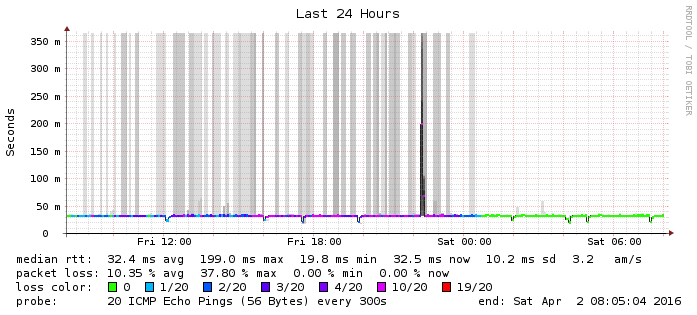 Last 24 Hours
RRDTOOL / TOBI OETIKER
Seconds
350 m
300 m
250 m
200 m
150 m
100 m
50 m
0
Fri 12:00 Fri 18:00 Sat 00:00 Sat 06:00
median rtt: 32.4 ms avg 199.0 ms max 19.8 ms min 32.5 ms now 10.2 ms sd 3.2 am/s
packet loss: 10.35 % avg 37.80 % max 0.00 % min 0.00 % now
loss color: 0 1/20 2/20 3/20 4/20 10/20 19/20
probe: 20 ICMP Echo Pings (56 Bytes) every 300s end: Sat Apr 2 08:05:04 2016